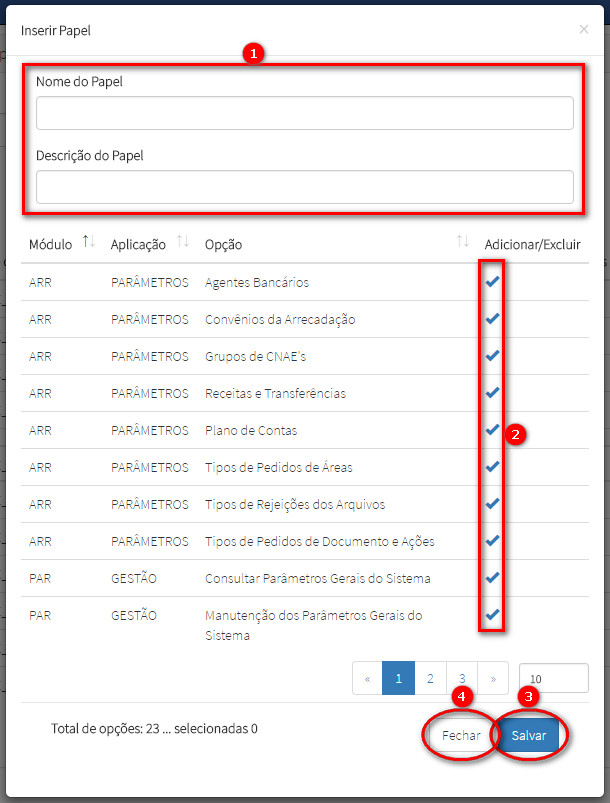 Inserir Papel ×
1
Nome do Papel
Descrição do Papel
Módulo Aplicação Opção Adicionar/Excluir
ARR PARÂMETROS Agentes Bancários
ARR PARÂMETROS Convênios da Arrecadação
ARR PARÂMETROS Grupos de CNAE's
ARR PARÂMETROS Receitas e Transferências
ARR PARÂMETROS Plano de Contas
2
ARR PARÂMETROS Tipos de Pedidos de Áreas
ARR PARÂMETROS Tipos de Rejeições dos Arquivos
ARR PARÂMETROS Tipos de Pedidos de Documento e Ações
PAR GESTÃO Consultar Parâmetros Gerais do Sistema
PAR GESTÃO Manutenção dos Parâmetros Gerais do
Sistema
« 1 2 3 » 10
4 3
Total de opções: 23 ... selecionadas 0 Fechar Salvar